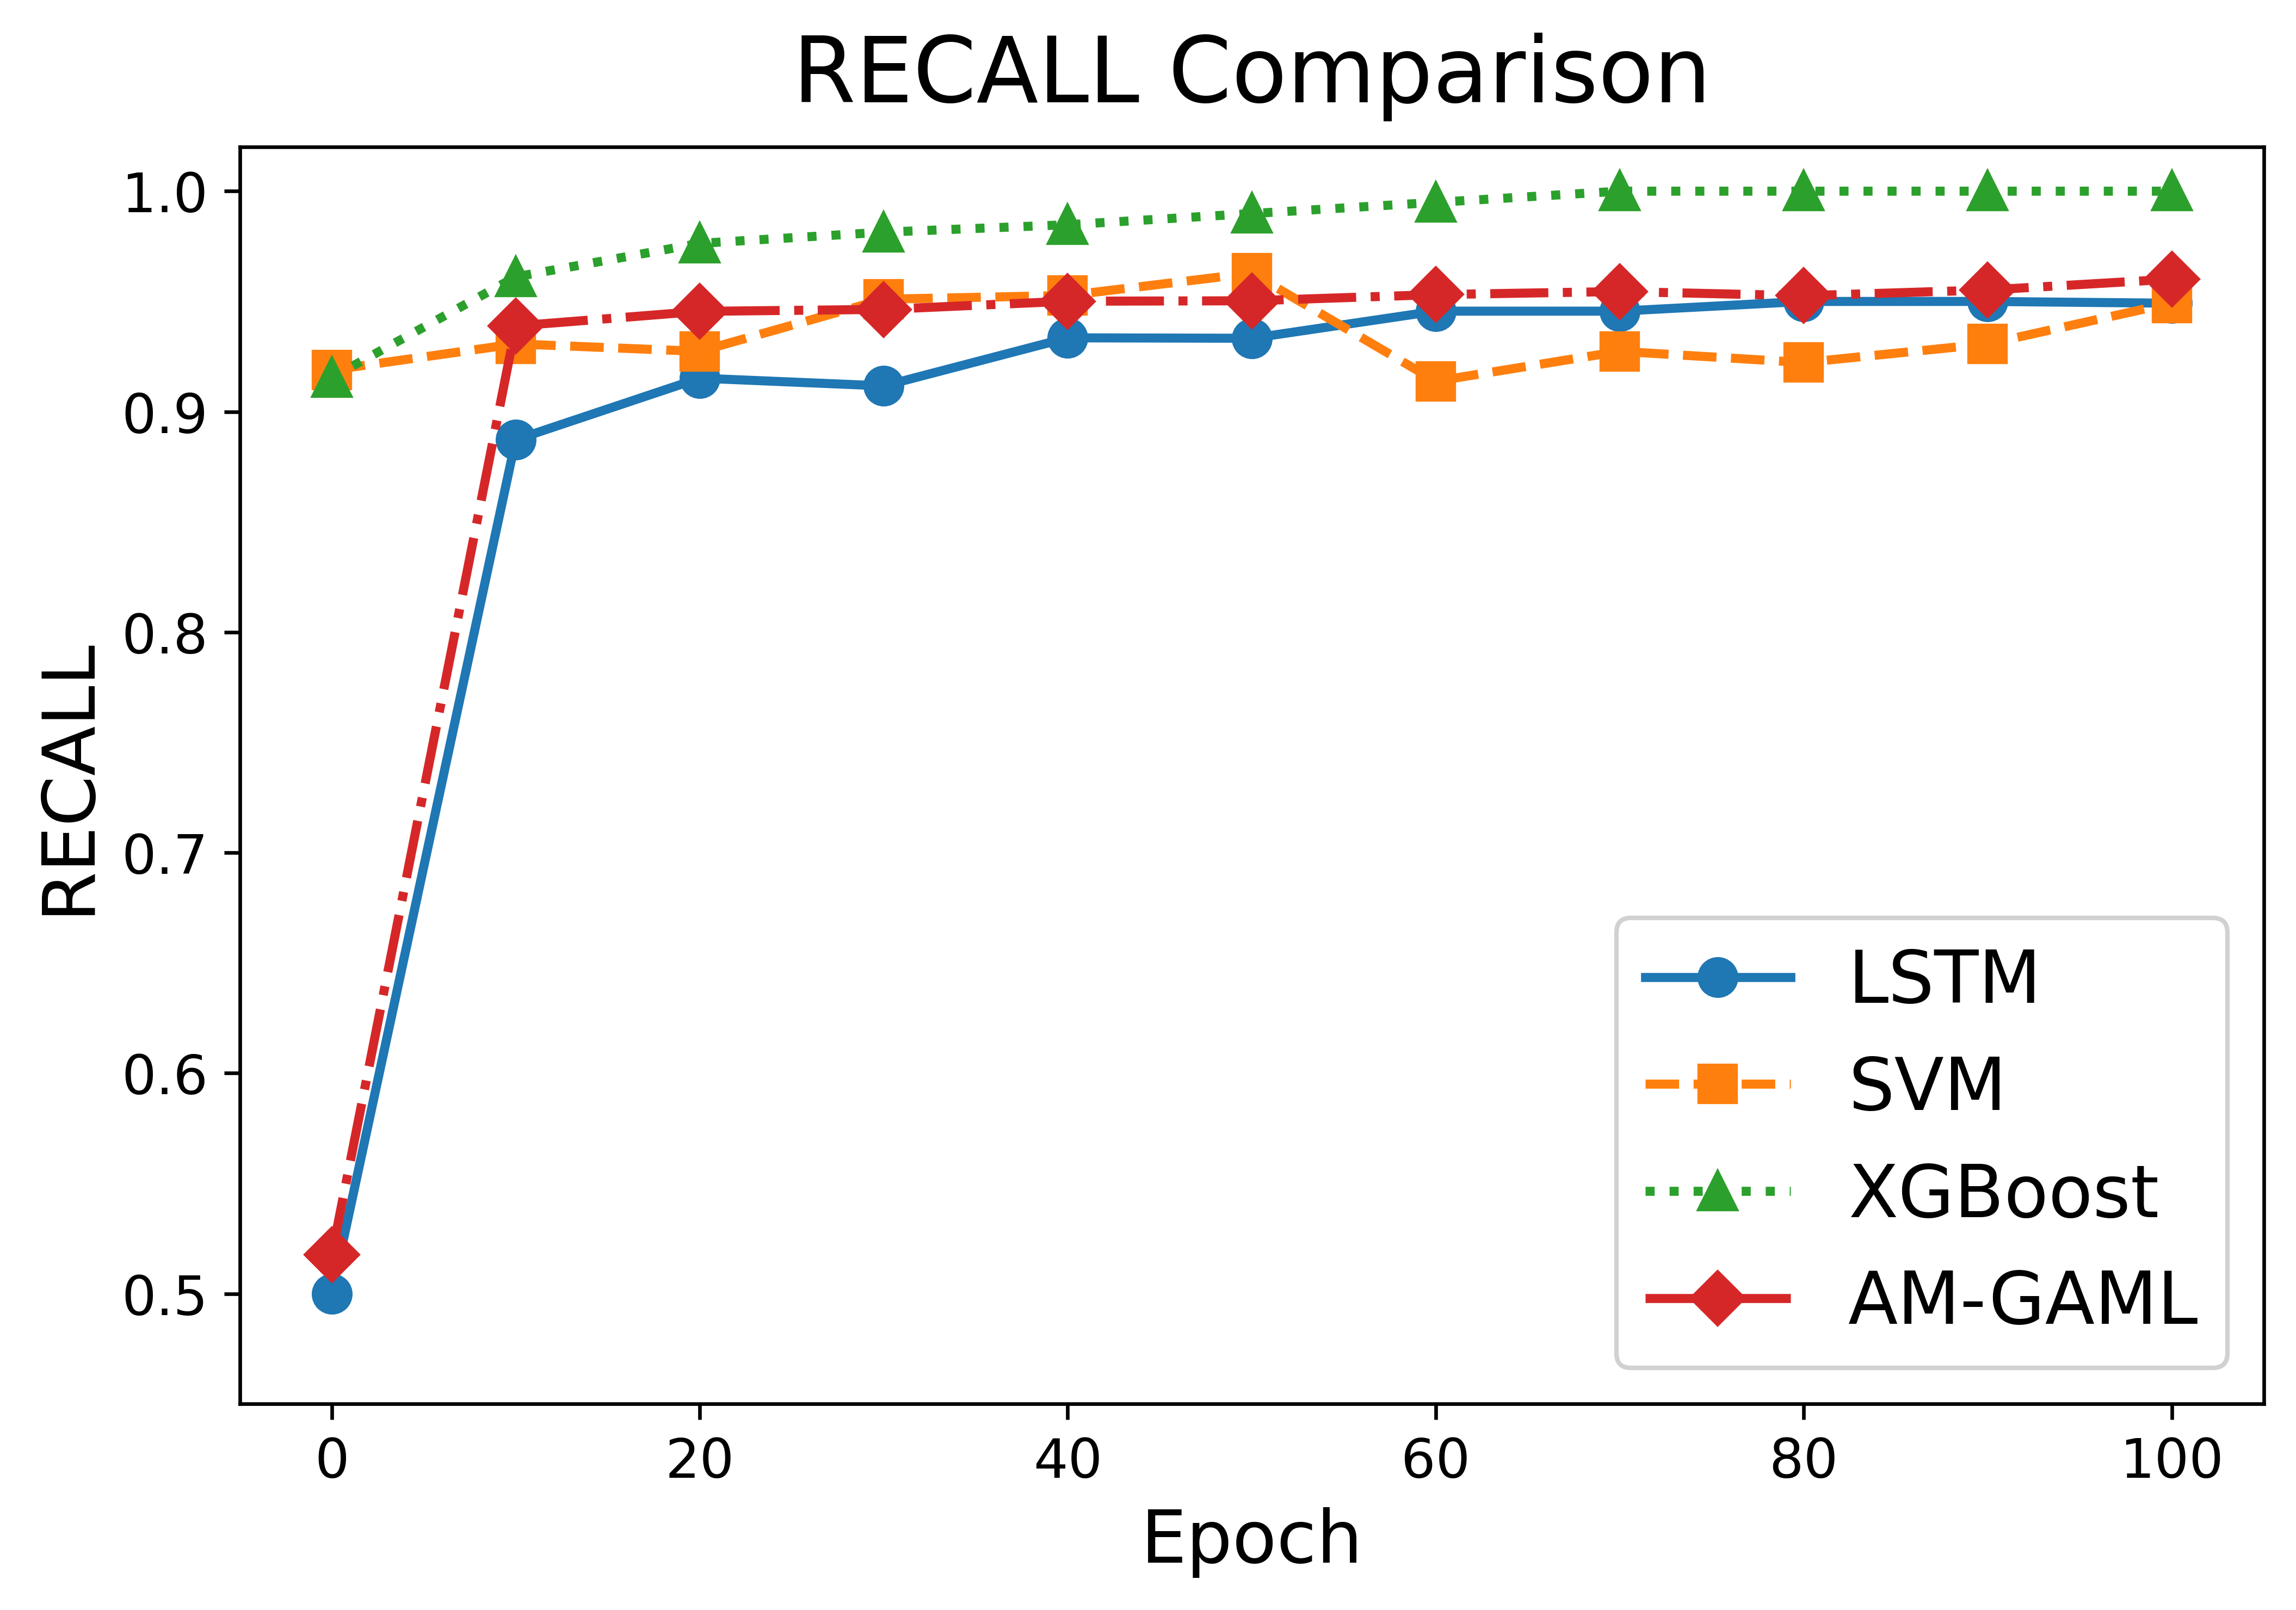 RECALL Comparison
RECALL
1.0
0.9
0.8
0.7
0.6
0.5
LSTM
SVM
XGBoost
AM-GAML
0 20 40 60 80 100
Epoch